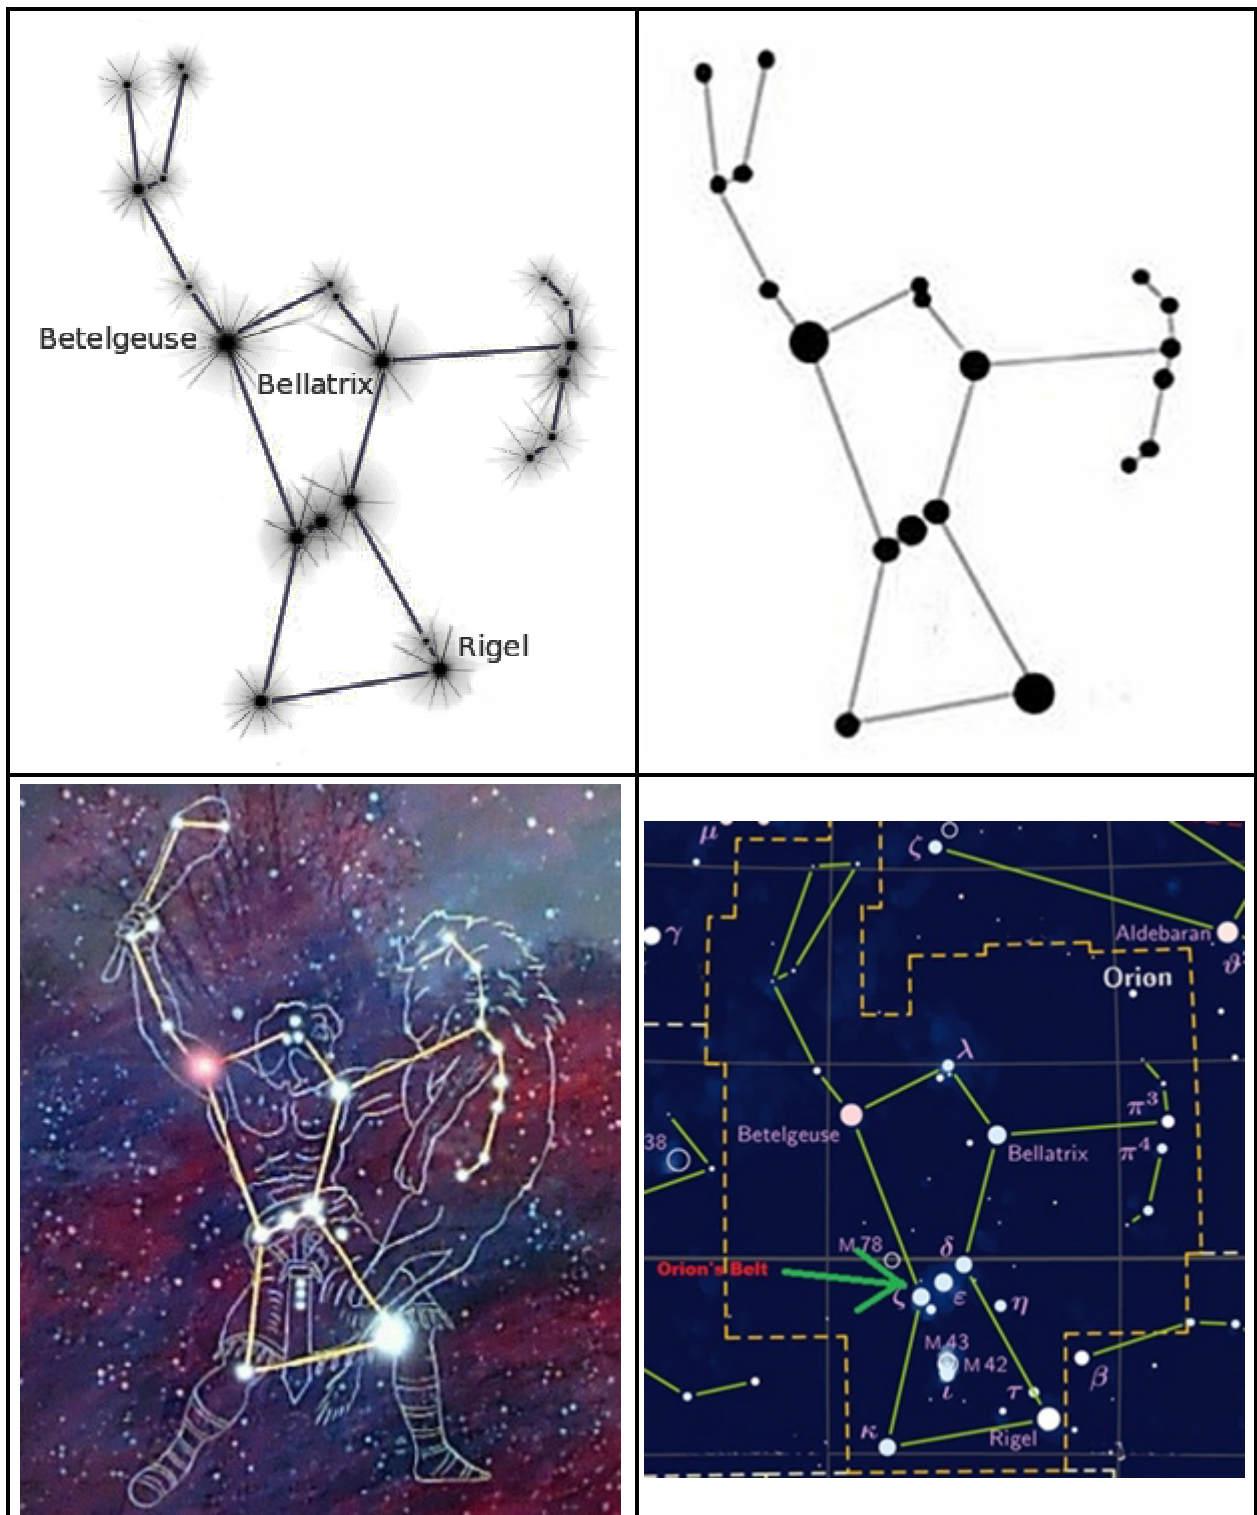 Betelgeuse
Bellatrix
Rigel
μ
ζ
γ
Aldebaran
Orion
λ
π³
38
Betelgeuse
Bellatrix
π⁴
M 78
δ
Orion's Belt
ζ
ε
η
M 43
M 42
ι
τ
β
κ
Rigel